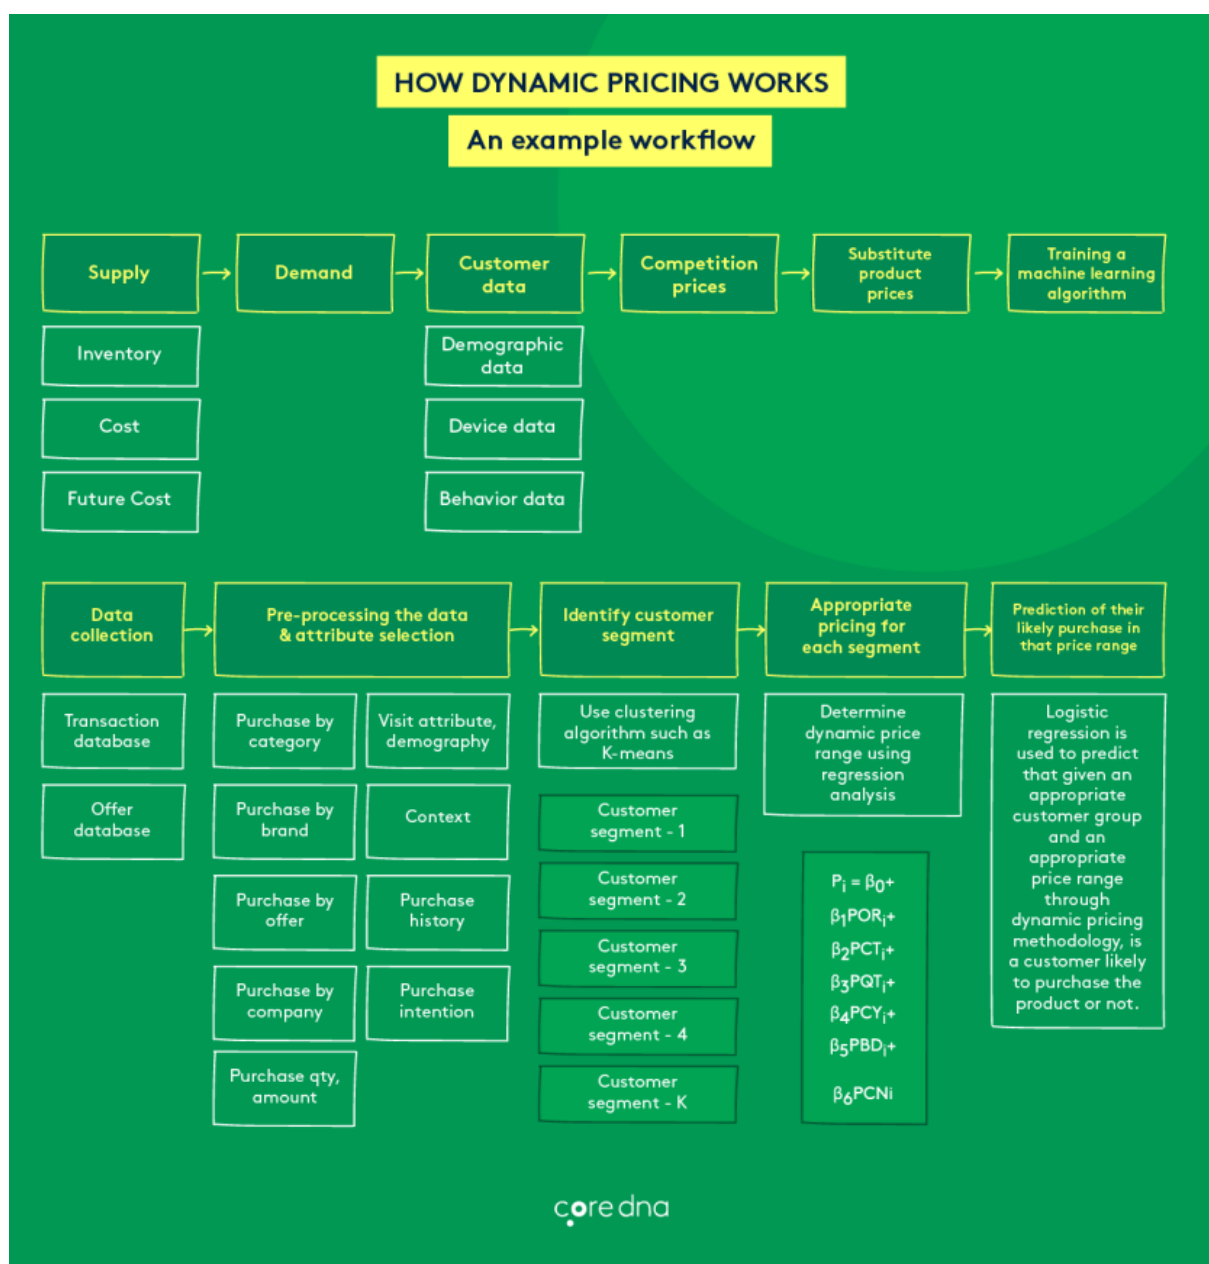 HOW DYNAMIC PRICING WORKS
An example workflow
Supply
Demand
Customer
data
Competition
prices
Substitute
product
prices
Training a
machine learning
algorithm
Inventory
Cost
Future Cost
Demographic
data
Device data
Behavior data
Data
collection
Pre-processing the data
& attribute selection
Identify customer
segment
Appropriate
pricing for
each segment
Prediction of their
likely purchase in
that price range
Transaction
database
Offer
database
Purchase by
category
Purchase by
brand
Purchase by
offer
Purchase by
company
Purchase qty,
amount
Visit attribute,
demography
Context
Purchase
history
Purchase
intention
Use clustering
algorithm such as
K-means
Customer
segment - 1
Customer
segment - 2
Customer
segment - 3
Customer
segment - 4
Customer
segment - K
Determine
dynamic price
range using
regression
analysis
Pi = β0+
β1PORi+
β2PCTi+
β3PQTi+
β4PCYi+
β5PBDi+
β6PCNi
Logistic
regression is
used to predict
that given an
appropriate
customer group
and an
appropriate
price range
through
dynamic pricing
methodology, is
a customer likely
to purchase the
product or not.
core dna